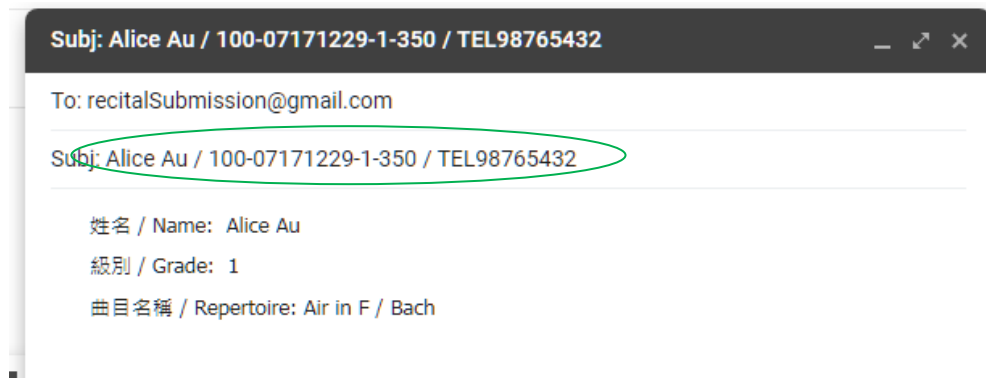 Subj: Alice Au / 100-07171229-1-350 / TEL98765432
To: recitalSubmission@gmail.com
Subj: Alice Au / 100-07171229-1-350 / TEL98765432
姓名 / Name: Alice Au
級別 / Grade: 1
曲目名稱 / Repertoire: Air in F / Bach